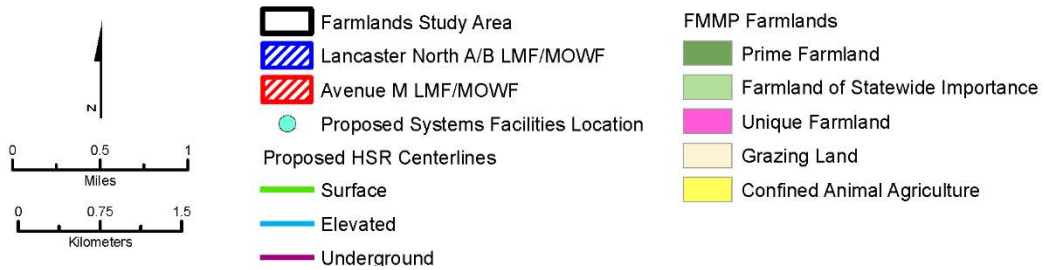 N
0 0.5 1
Miles
0 0.75 1.5
Kilometers
Farmlands Study Area
Lancaster North A/B LMF/MOWF
Avenue M LMF/MOWF
Proposed Systems Facilities Location
Proposed HSR Centerlines
Surface
Elevated
Underground
FMMP Farmlands
Prime Farmland
Farmland of Statewide Importance
Unique Farmland
Grazing Land
Confined Animal Agriculture